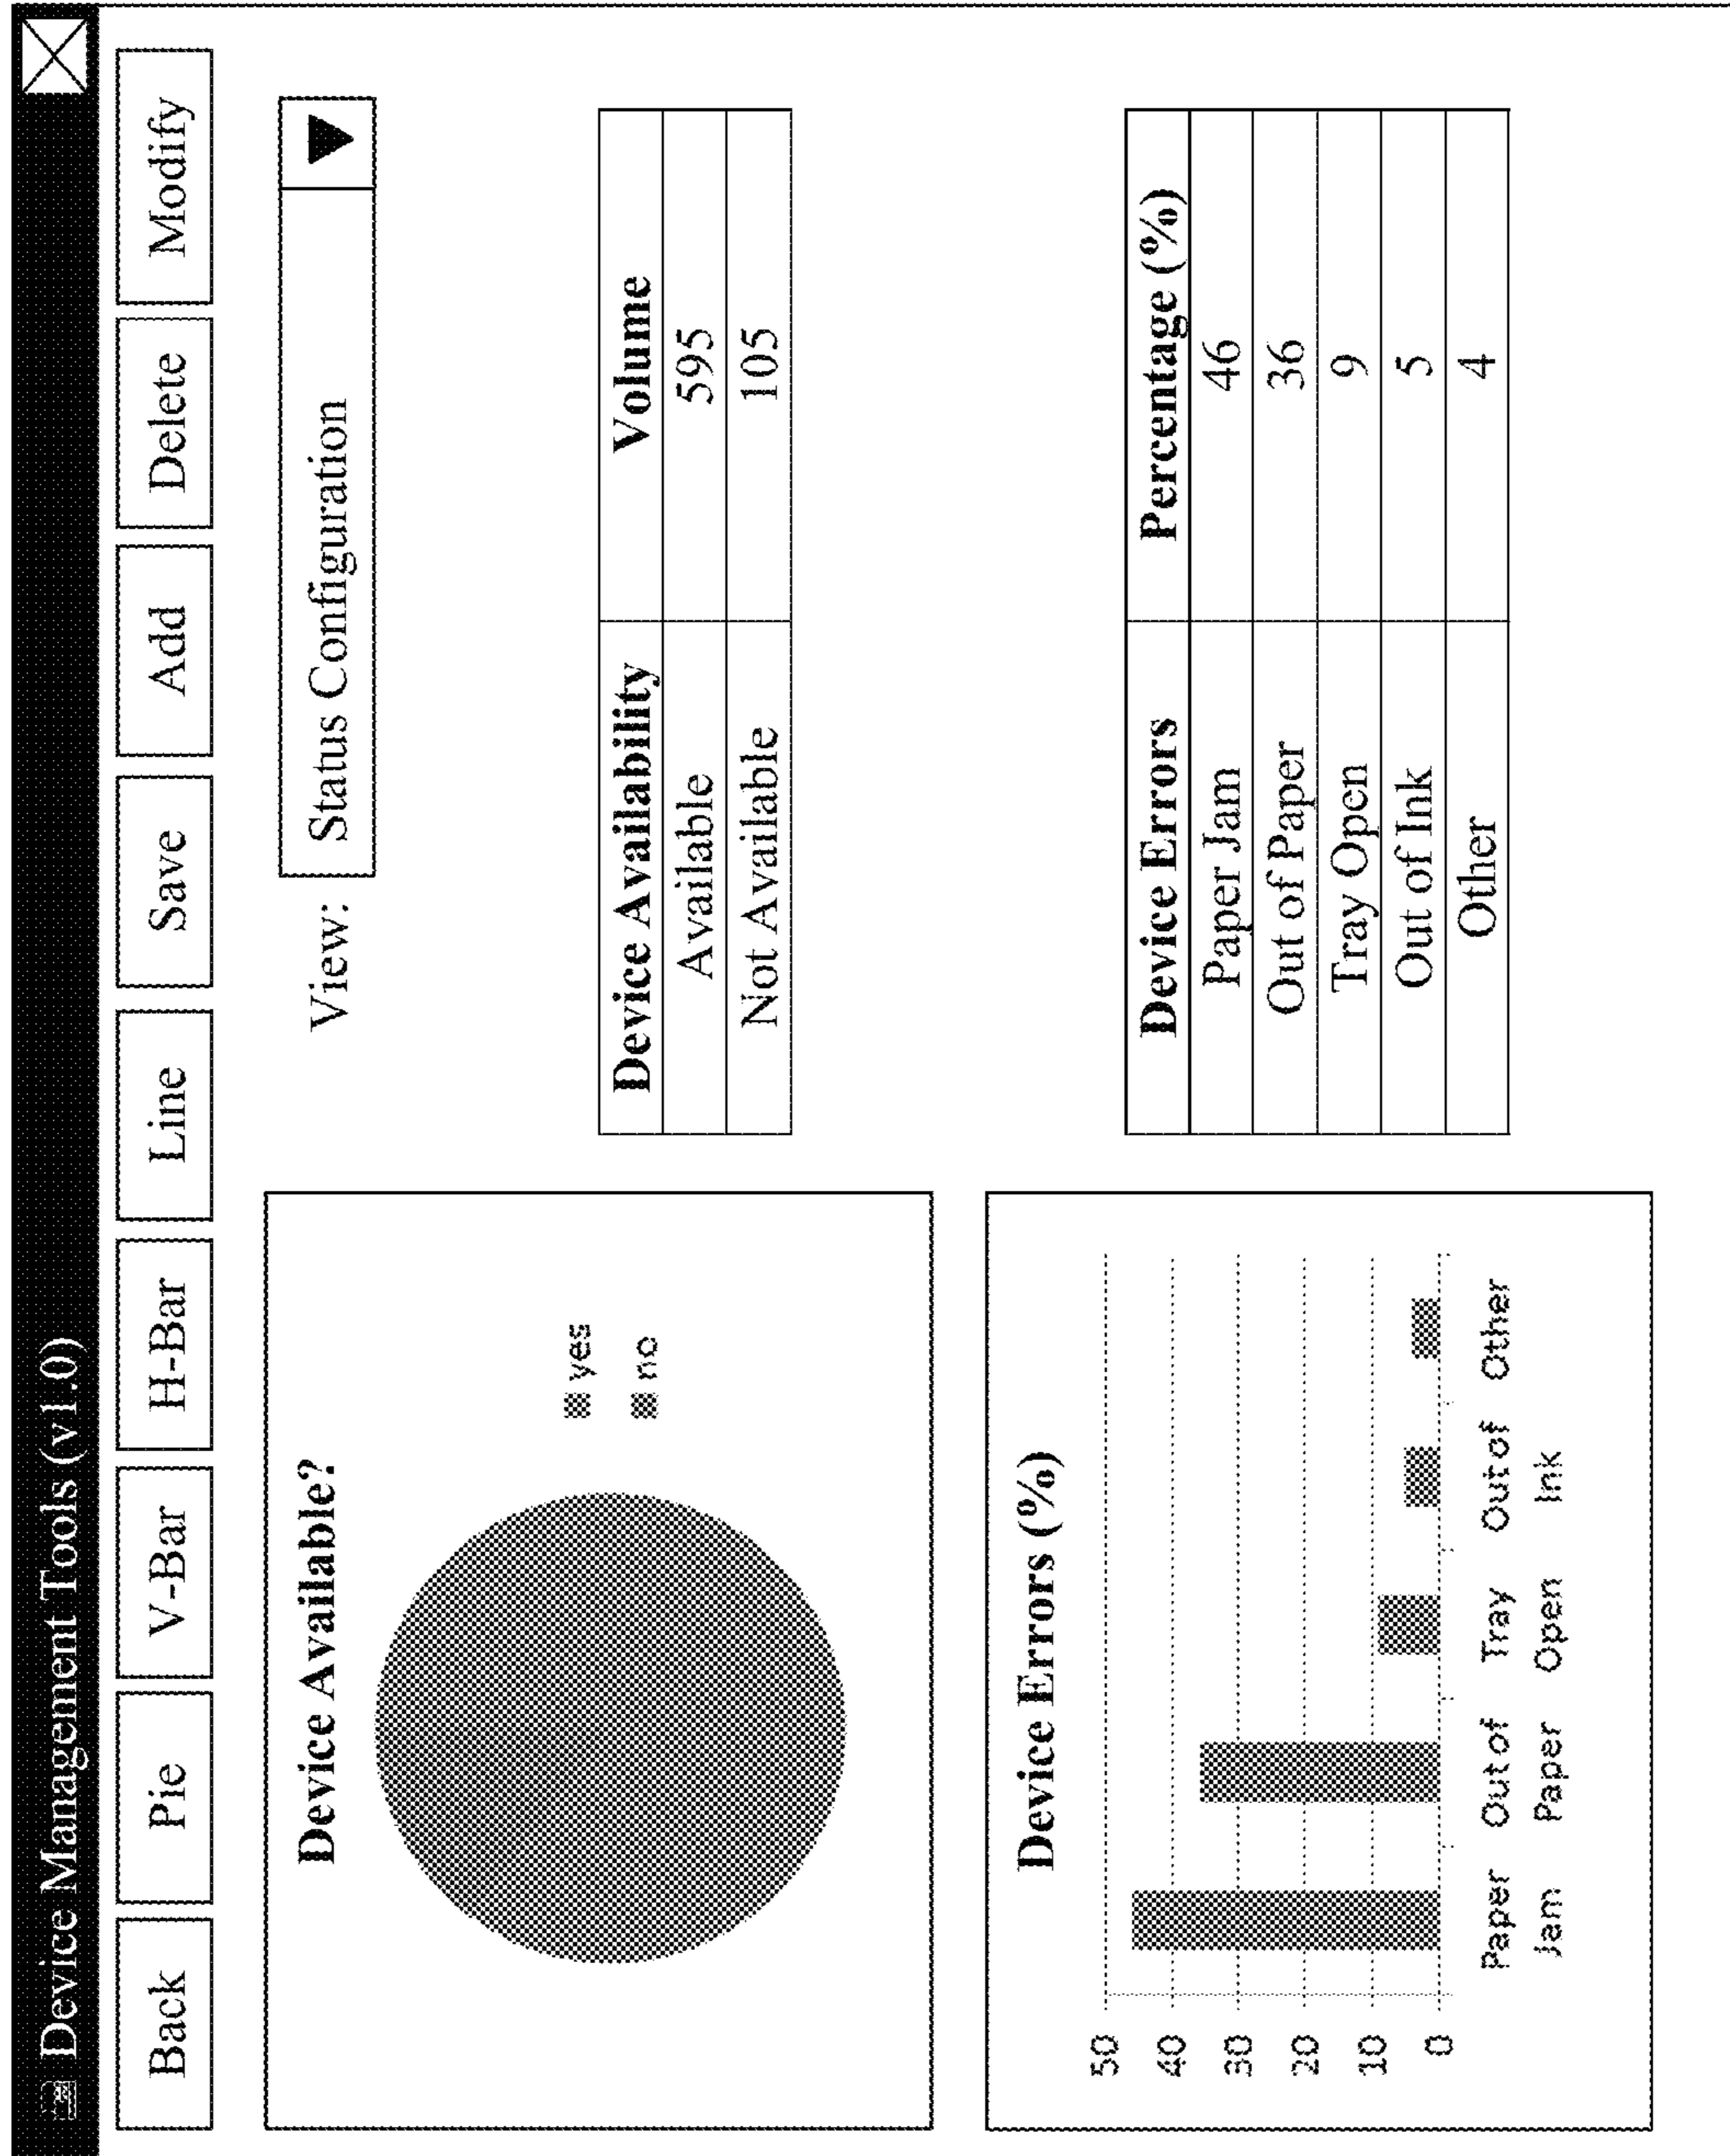 Device Management Tools (v1.0)
Back Pie V-Bar H-Bar Line Save Add Delete Modify
View: Status Configuration
Device Available?
yes
no
Device Availability Volume
Available 595
Not Available 105
Device Errors (%)
50
40
30
20
10
0
Paper Out of Tray Out of Other
Jam Paper Open Ink
Device Errors Percentage (%)
Paper Jam 46
Out of Paper 36
Tray Open 9
Out of Ink 5
Other 4